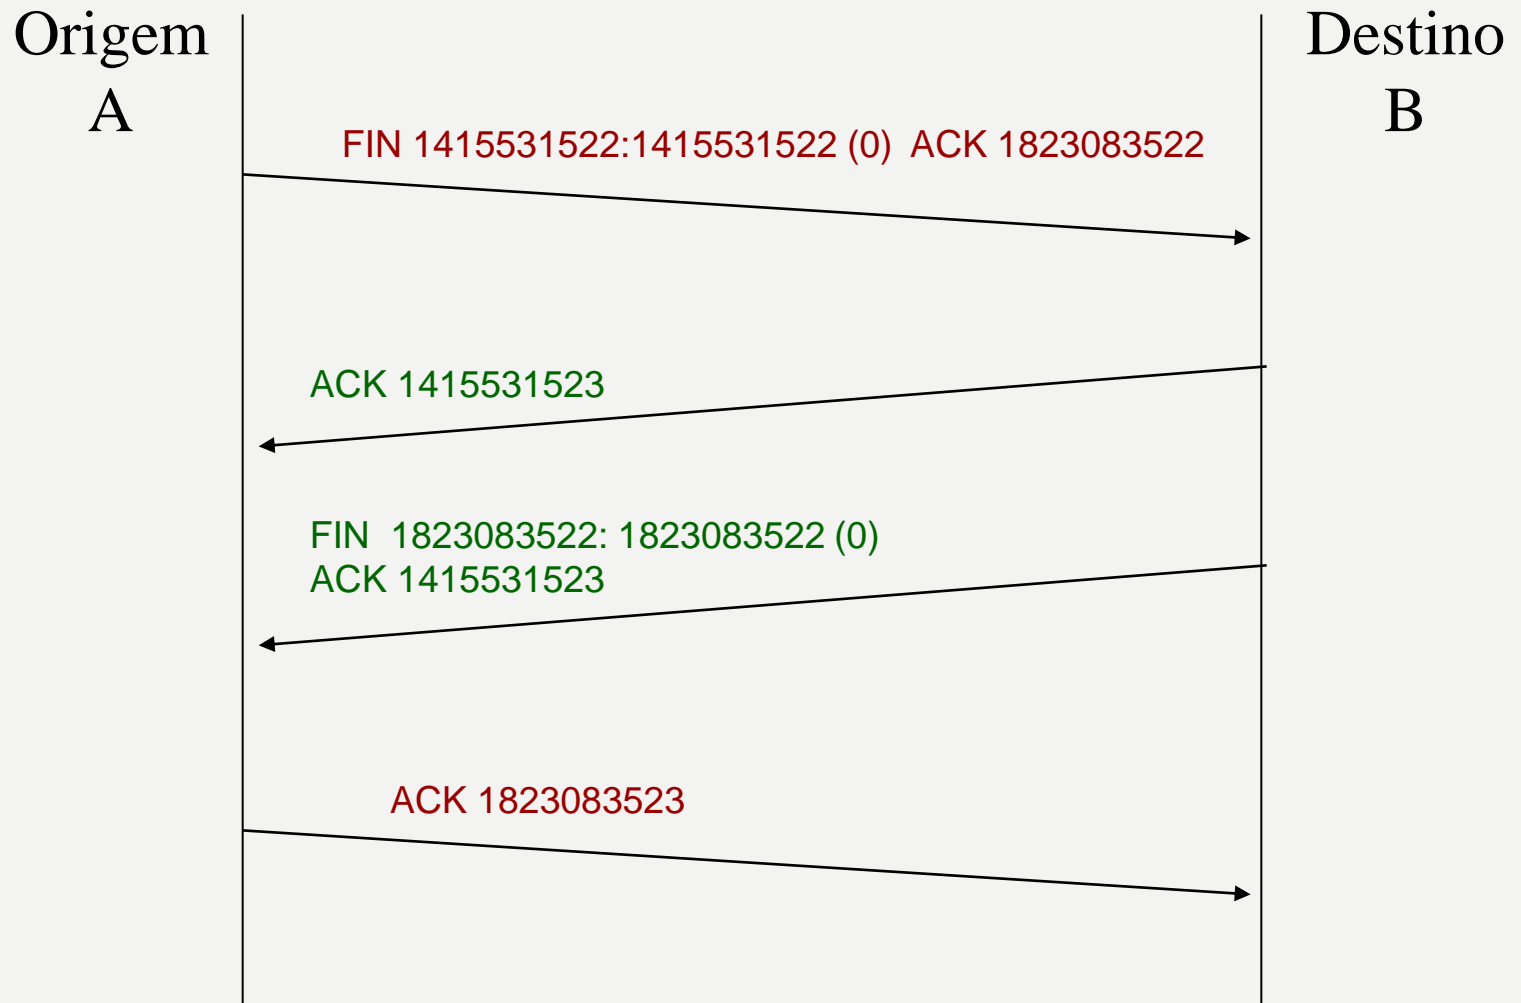 Origem
A
Destino
B
FIN 1415531522:1415531522 (0) ACK 1823083522
ACK 1415531523
FIN 1823083522: 1823083522 (0)
ACK 1415531523
ACK 1823083523